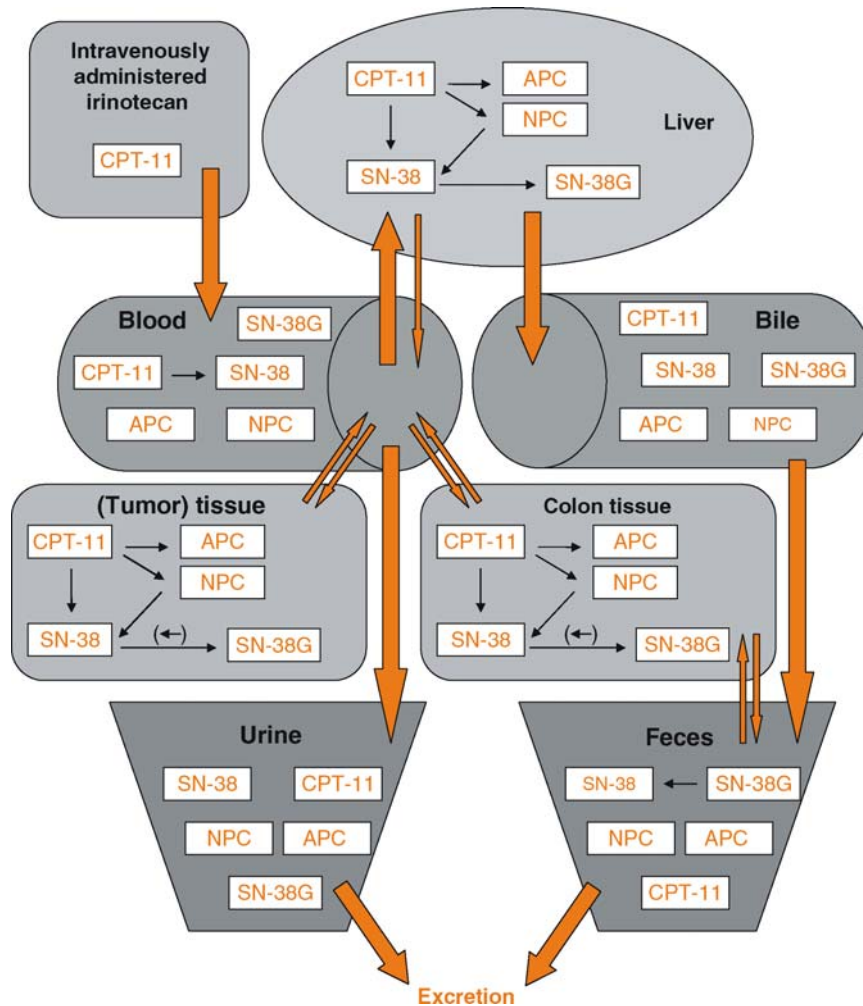 Intravenously
administered
irinotecan
CPT-11
CPT-11
APC
NPC
Liver
SN-38
SN-38G
Blood
SN-38G
CPT-11
SN-38
APC
NPC
CPT-11
Bile
SN-38
SN-38G
APC
NPC
(Tumor) tissue
CPT-11
APC
NPC
SN-38
(←)
SN-38G
Colon tissue
CPT-11
APC
NPC
SN-38
(←)
SN-38G
Urine
SN-38
CPT-11
NPC
APC
SN-38G
Feces
SN-38
SN-38G
NPC
APC
CPT-11
Excretion